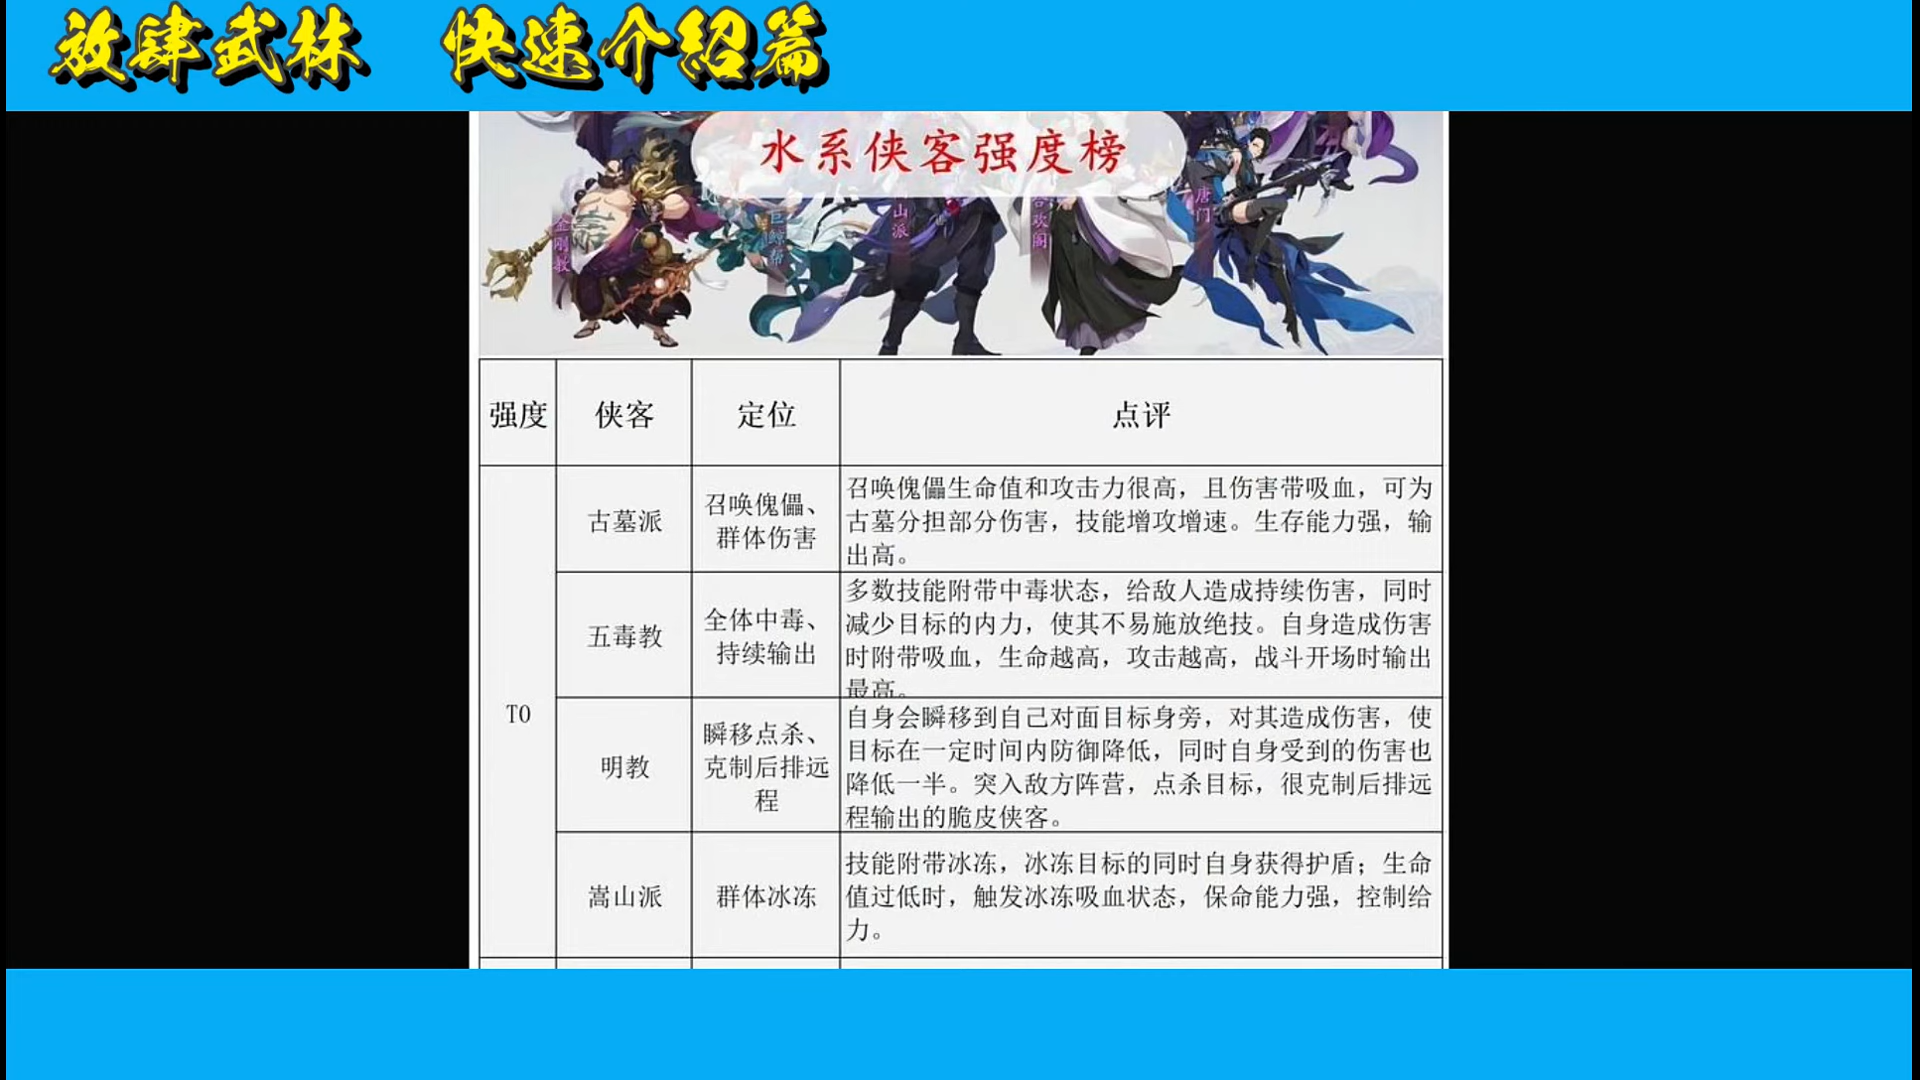 放肆武林 快速介紹篇
水系侠客强度榜
金刚教
巨鲸帮
山派
合欢阁
唐门
强度 侠客 定位 点评
T0
古墓派
召唤傀儡、
群体伤害
召唤傀儡生命值和攻击力很高，且伤害带吸血，可为
古墓分担部分伤害，技能增攻增速。生存能力强，输
出高。
五毒教
全体中毒、
持续输出
多数技能附带中毒状态，给敌人造成持续伤害，同时
减少目标的内力，使其不易施放绝技。自身造成伤害
时附带吸血，生命越高，攻击越高，战斗开场时输出
最高。
明教
瞬移点杀、
克制后排远
程
自身会瞬移到自己对面目标身旁，对其造成伤害，使
目标在一定时间内防御降低，同时自身受到的伤害也
降低一半。突入敌方阵营，点杀目标，很克制后排远
程输出的脆皮侠客。
嵩山派
群体冰冻
技能附带冰冻，冰冻目标的同时自身获得护盾；生命
值过低时，触发冰冻吸血状态，保命能力强，控制给
力。